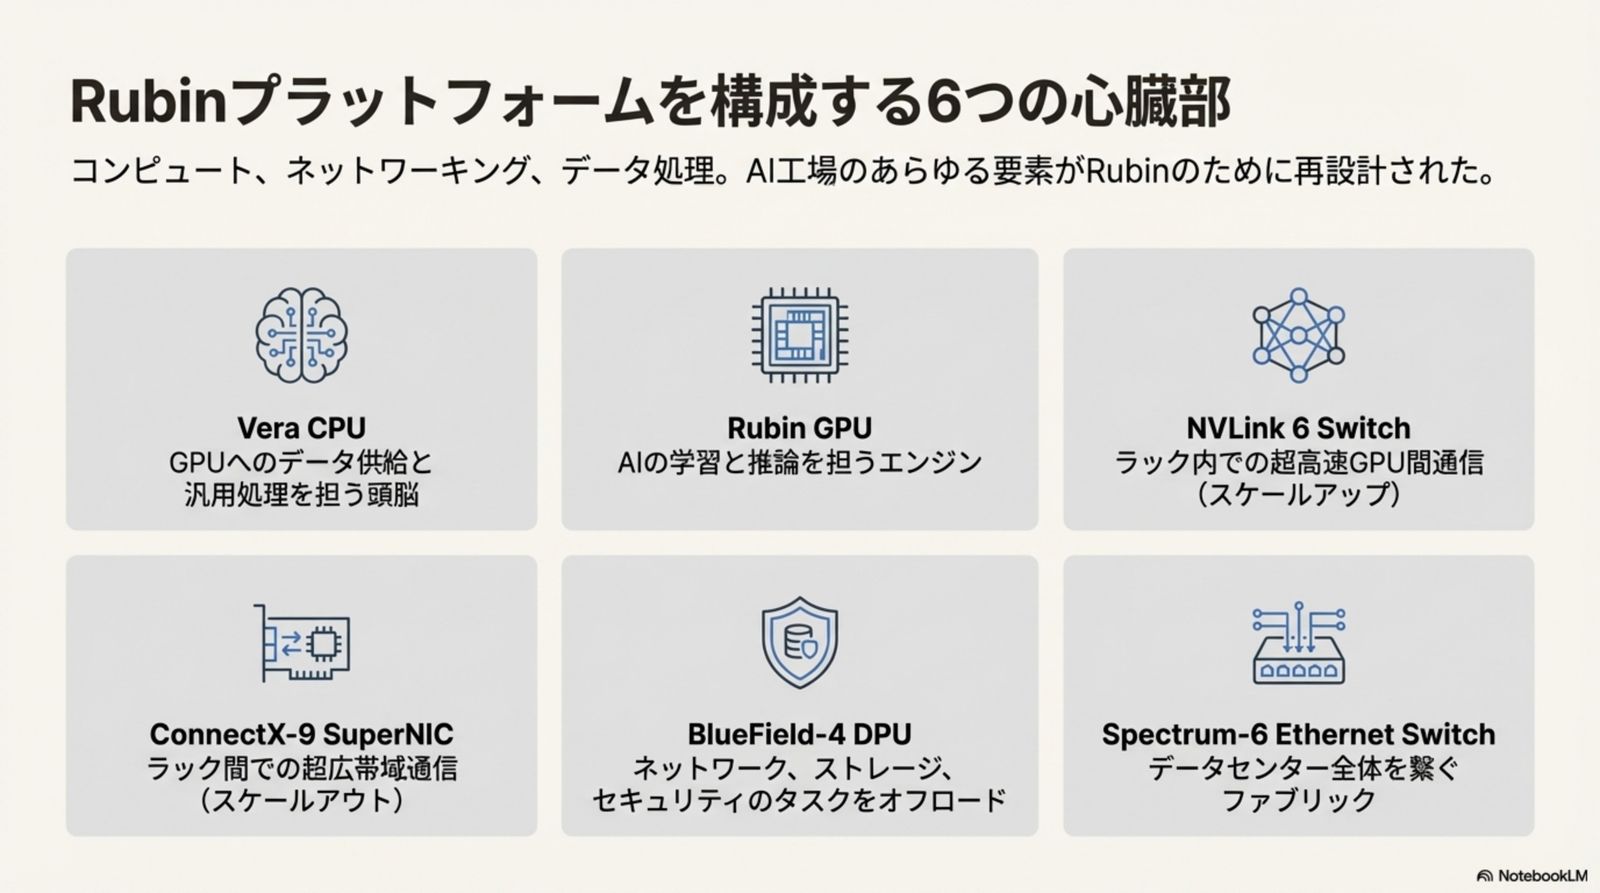 Rubinプラットフォームを構成する6つの心臓部
コンピュート、ネットワーキング、データ処理。AI工場のあらゆる要素がRubinのために再設計された。
Vera CPU
GPUへのデータ供給と
汎用処理を担う頭脳
Rubin GPU
AIの学習と推論を担うエンジン
NVLink 6 Switch
ラック内での超高速GPU間通信
（スケールアップ）
ConnectX-9 SuperNIC
ラック間での超広帯域通信
（スケールアウト）
BlueField-4 DPU
ネットワーク、ストレージ、
セキュリティのタスクをオフロード
Spectrum-6 Ethernet Switch
データセンター全体を繋ぐ
ファブリック
NotebookLM